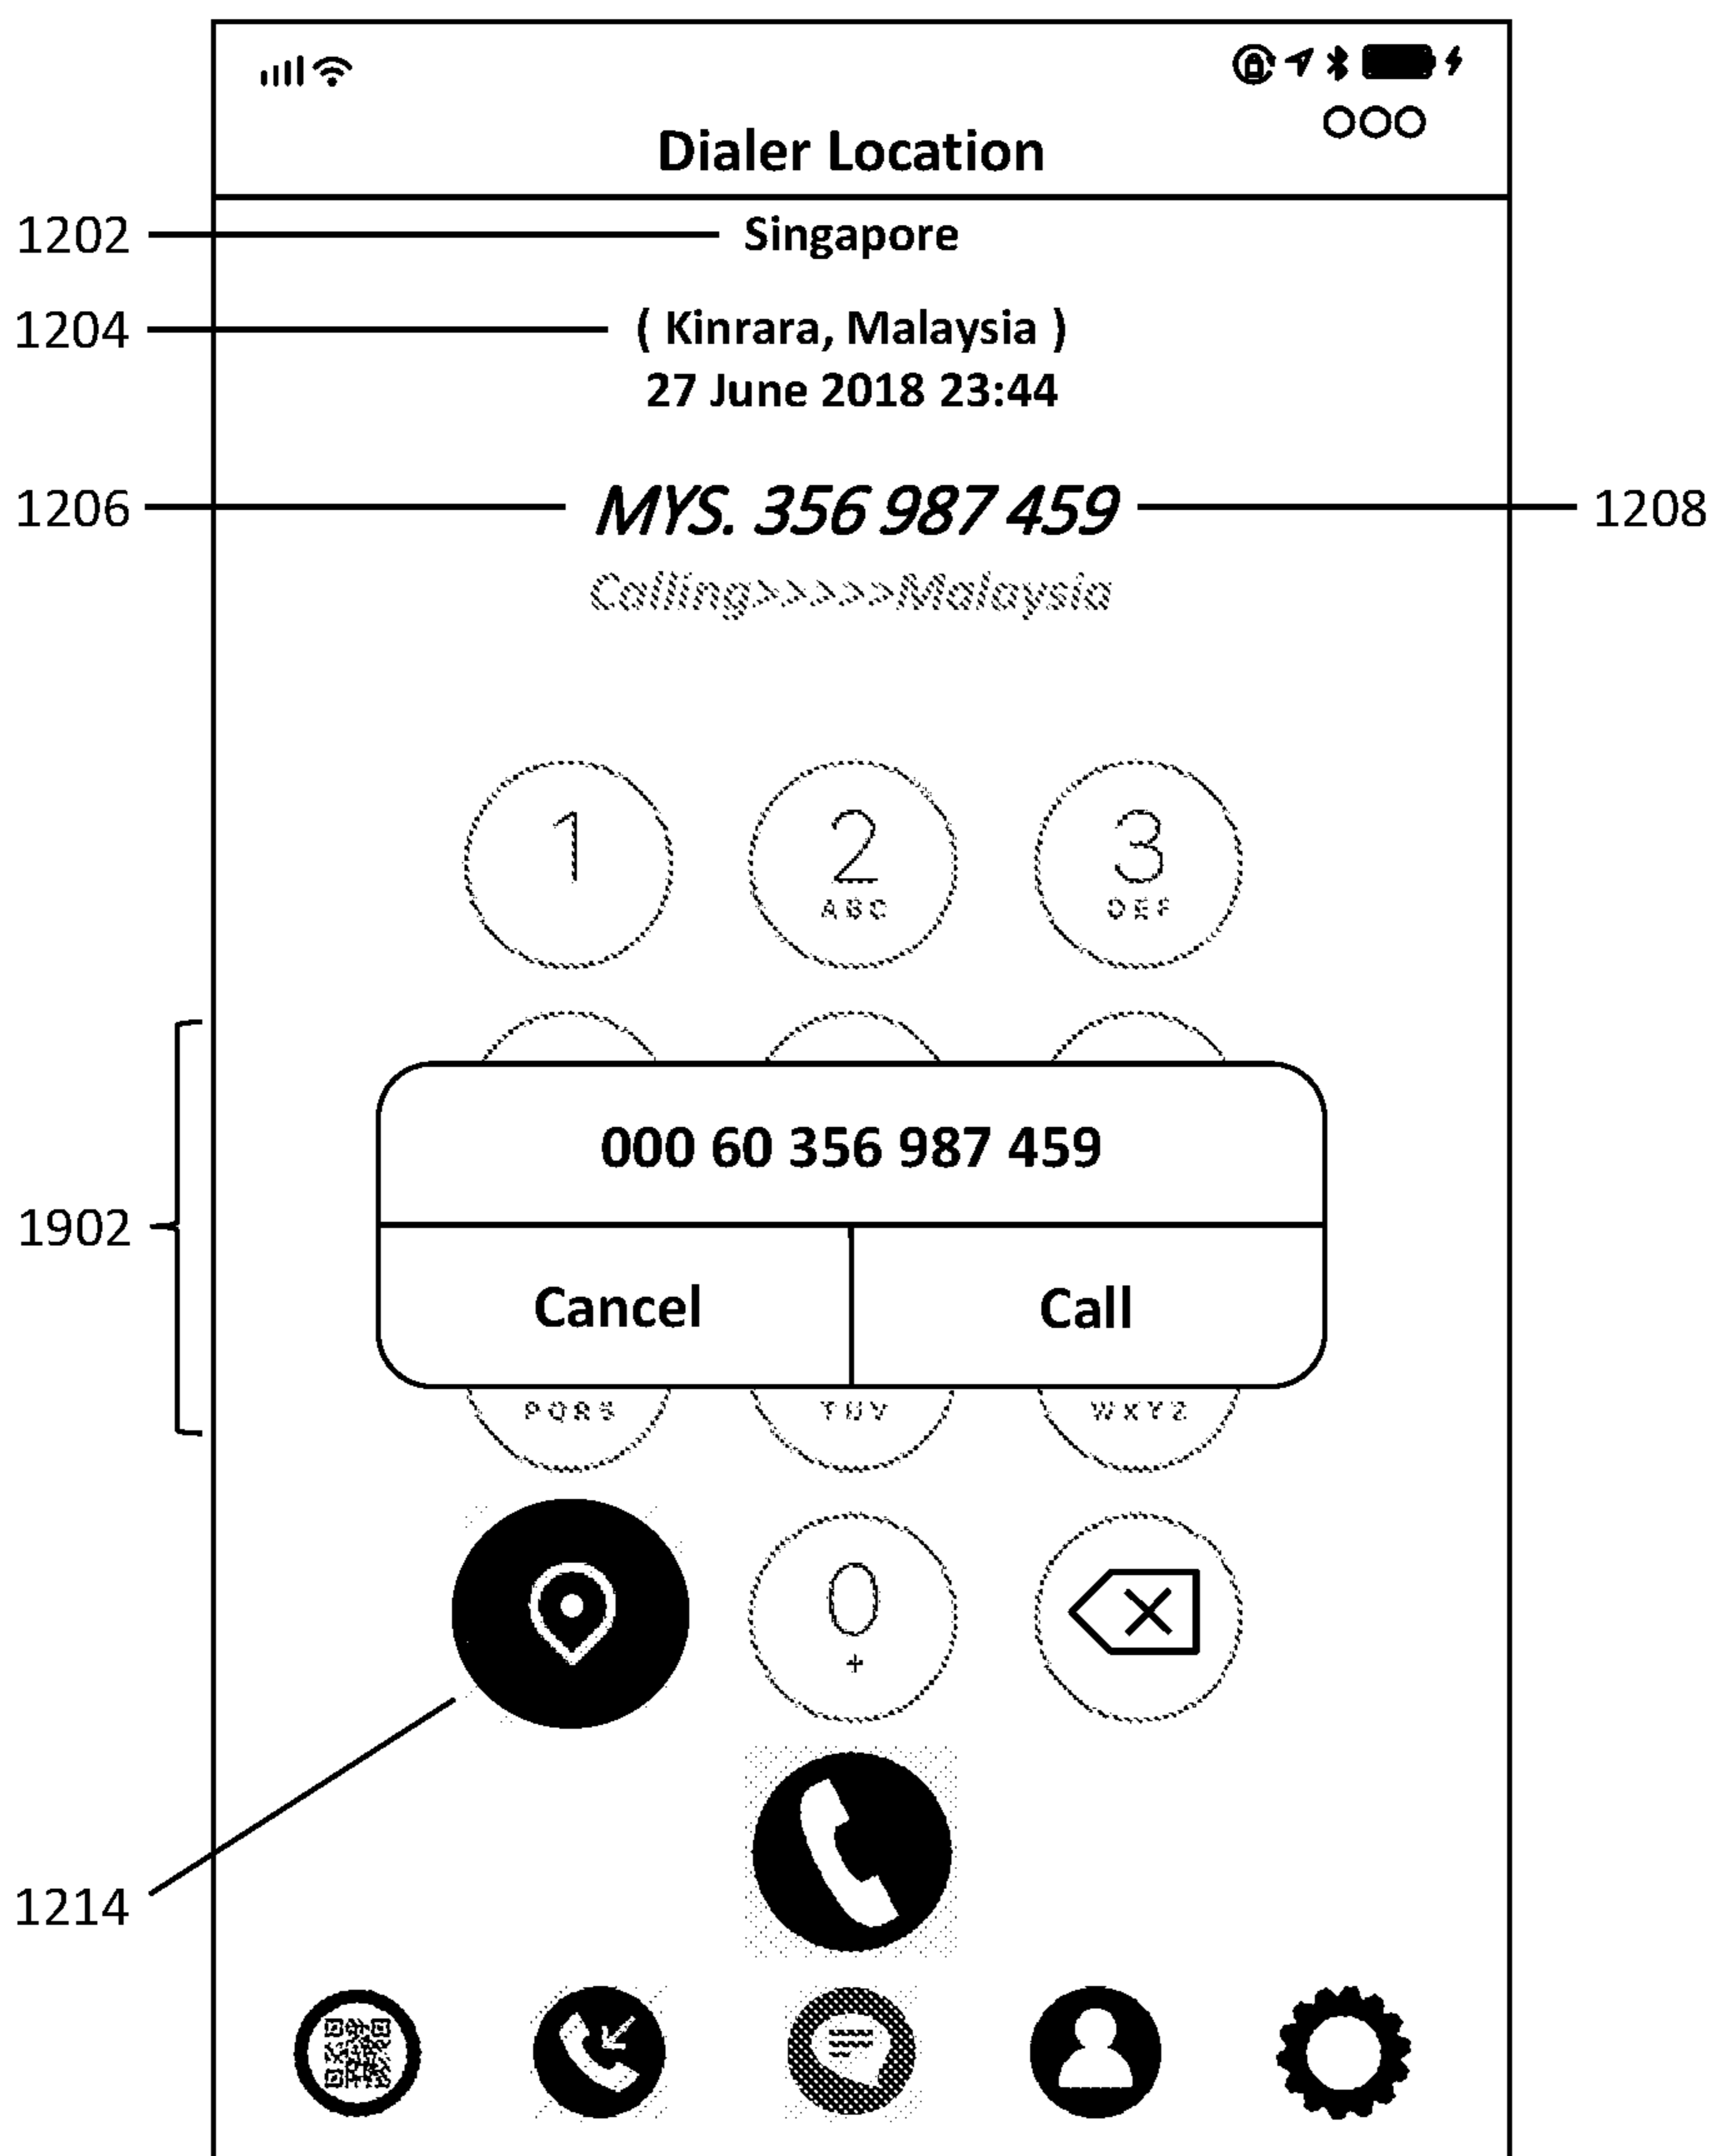 Dialer Location
1202 Singapore
1204 ( Kinrara, Malaysia )
27 June 2018 23:44
1206 MYS. 356 987 459 1208
Calling>>>>>Malaysia
1 2 3
ABC DEF
000 60 356 987 459
1902
Cancel Call
PQRS TUV WXYZ
0
+
1214